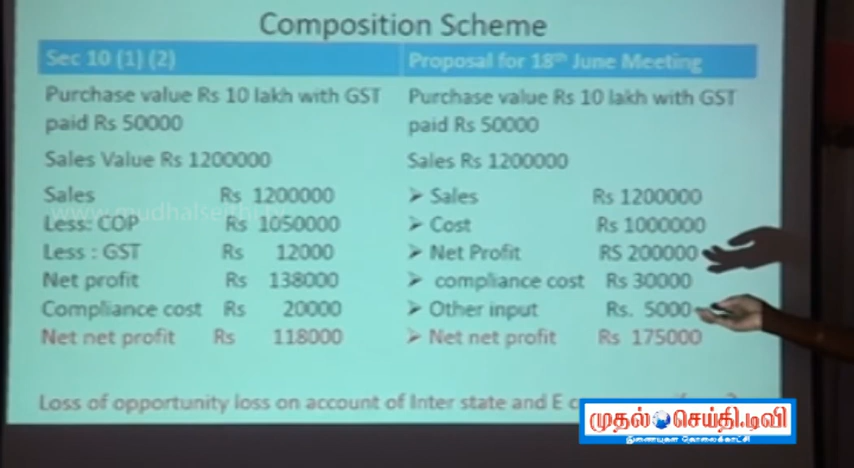 Composition Scheme
Sec 10 (1) (2)
Proposal for 18th June Meeting
Purchase value Rs 10 lakh with GST
paid Rs 50000
Sales Value Rs 1200000
Sales Rs 1200000
Less: COP Rs 1050000
Less : GST Rs 12000
Net profit Rs 138000
Compliance cost Rs 20000
Net net profit Rs 118000
Purchase value Rs 10 lakh with GST
paid Rs 50000
Sales Rs 1200000
➤ Sales Rs 1200000
➤ Cost Rs 1000000
➤ Net Profit RS 200000
➤ compliance cost Rs 30000
➤ Other input Rs. 5000
➤ Net net profit Rs 175000
Loss of opportunity loss on account of Inter state and E
முதல் செய்தி.டிவி
இணையதள தொலைக்காட்சி